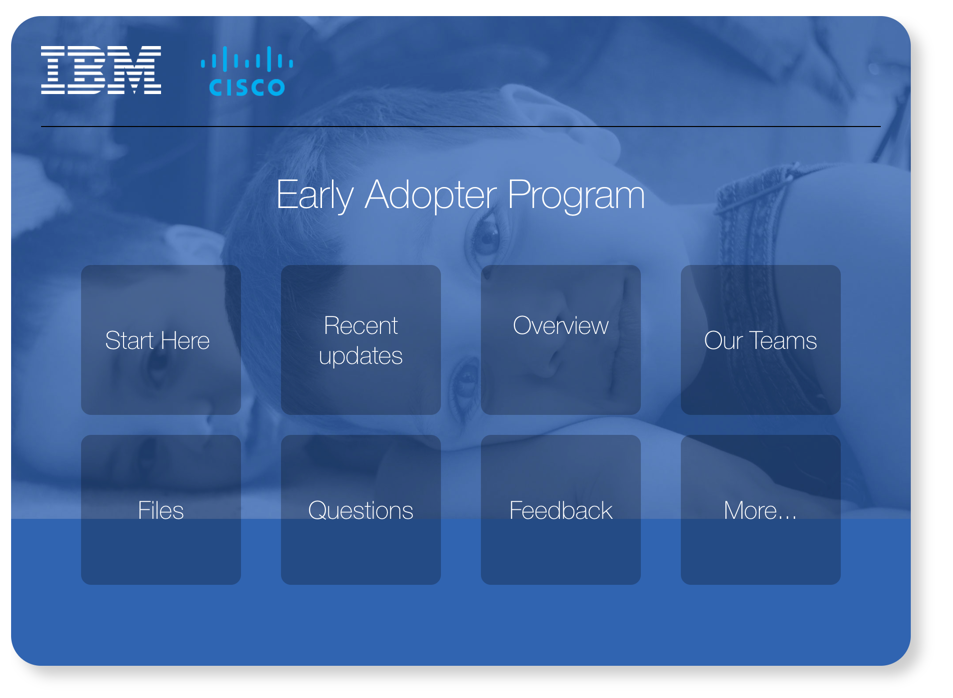 IBM
CISCO
Early Adopter Program
Start Here
Recent
updates
Overview
Our Teams
Files
Questions
Feedback
More...